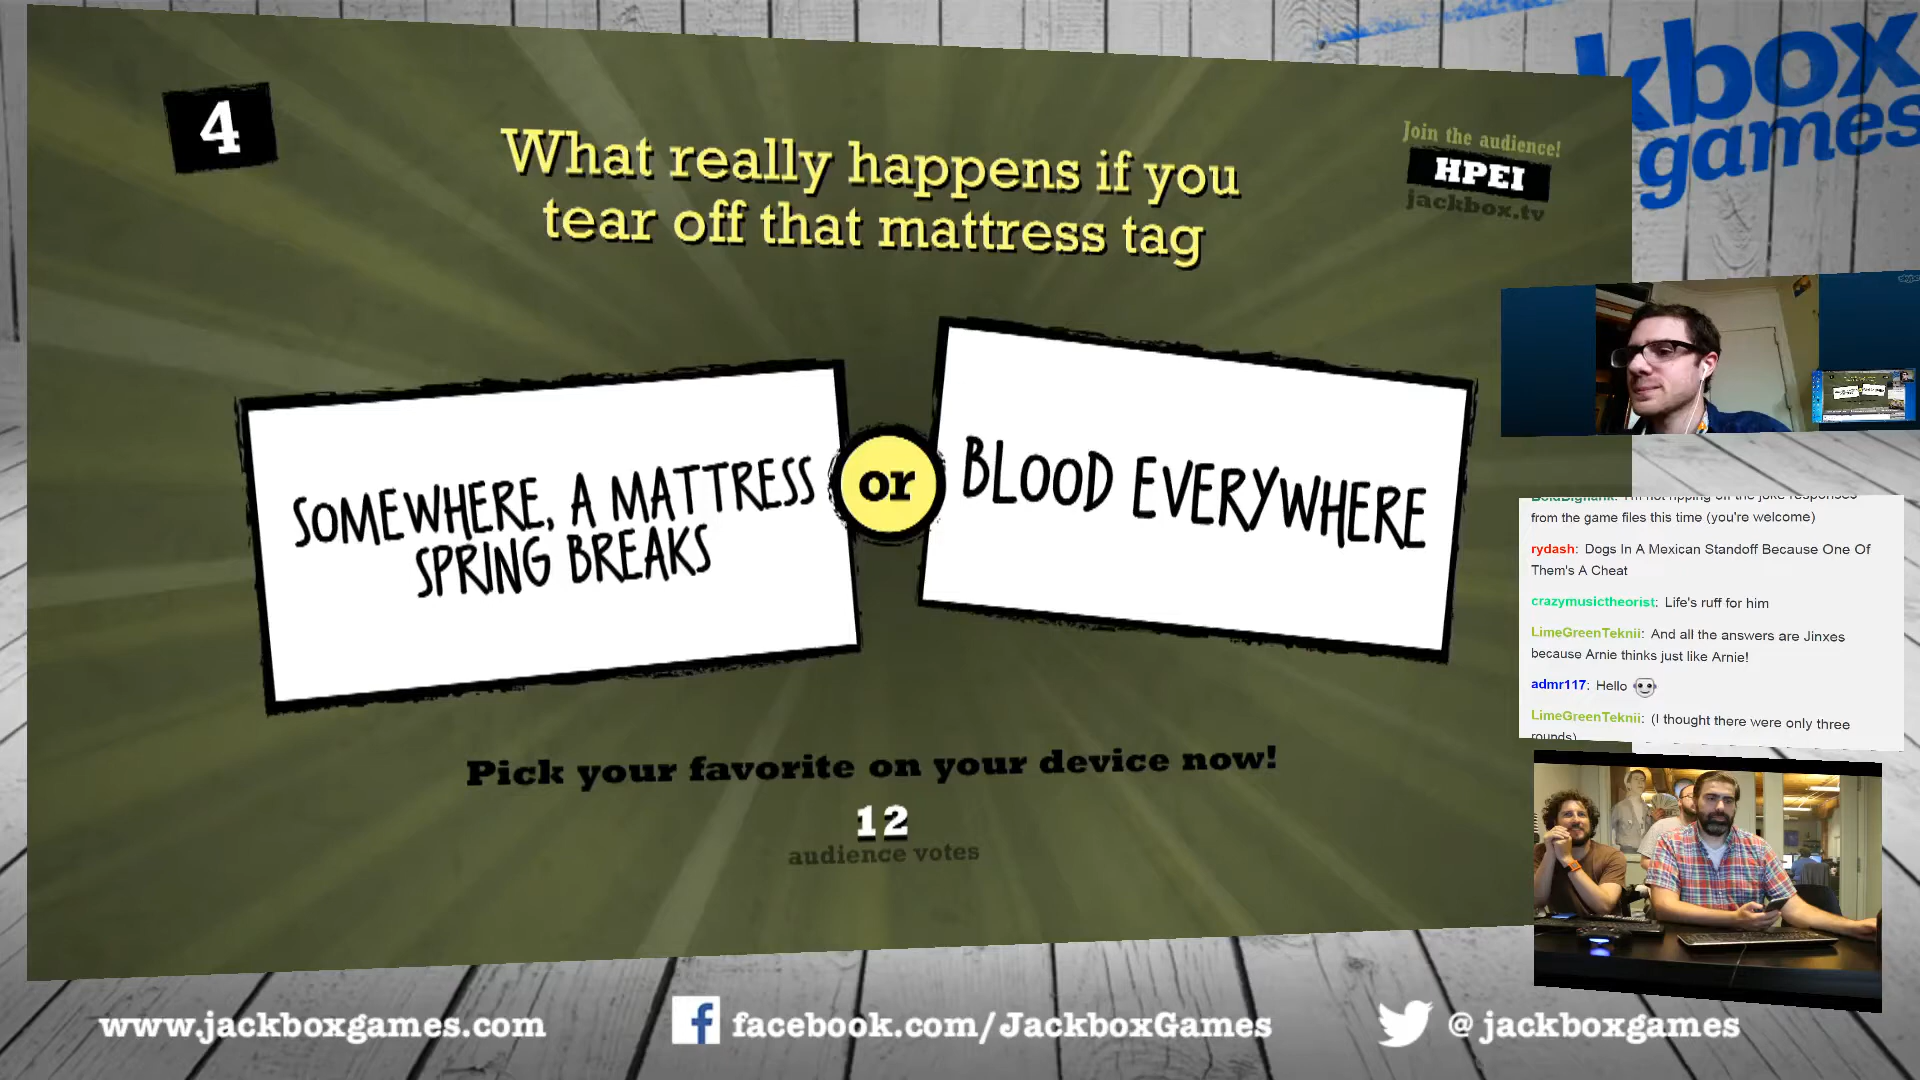 4
What really happens if you
tear off that mattress tag
Join the audience!
HPEI
jackbox.tv
kbox
games
SOMEWHERE, A MATTRESS
SPRING BREAKS
or
BLOOD EVERYWHERE
Pick your favorite on your device now!
12
audience votes
from the game files this time (you're welcome)
rydash: Dogs In A Mexican Standoff Because One Of
Them's A Cheat
crazymusictheorist: Life's ruff for him
LimeGreenTeknii: And all the answers are Jinxes
because Arnie thinks just like Arnie!
admr117: Hello
LimeGreenTeknii: (I thought there were only three
rounds)
www.jackboxgames.com
facebook.com/JackboxGames
@jackboxgames